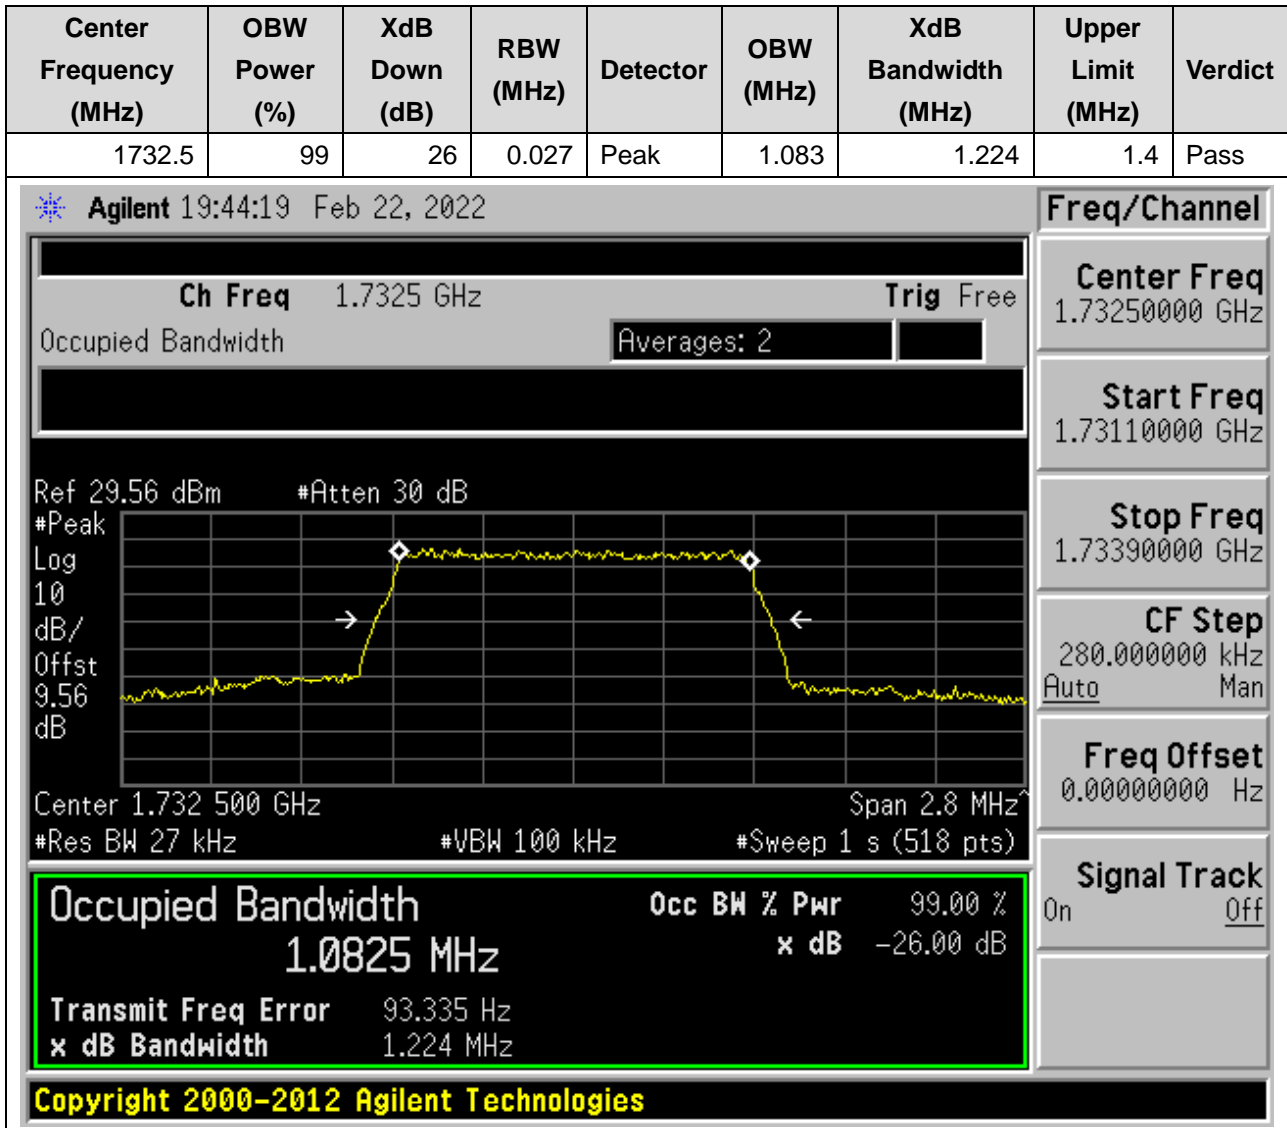 Center Frequency (MHz) OBW Power (%) XdB Down (dB) RBW (MHz) Detector OBW (MHz) XdB Bandwidth (MHz) Upper Limit (MHz) Verdict
1732.5 99 26 0.027 Peak 1.083 1.224 1.4 Pass
Agilent 19:44:19 Feb 22, 2022
Freq/Channel
Ch Freq 1.7325 GHz Trig Free
Occupied Bandwidth Averages: 2
Center Freq
1.73250000 GHz
Start Freq
1.73110000 GHz
Stop Freq
1.73390000 GHz
CF Step
280.000000 kHz
Auto Man
Freq Offset
0.00000000 Hz
Signal Track
On Off
Ref 29.56 dBm #Atten 30 dB
#Peak
Log
10
dB/
Offst
9.56
dB
Center 1.732 500 GHz Span 2.8 MHz^
#Res BW 27 kHz #VBW 100 kHz #Sweep 1 s (518 pts)
Occupied Bandwidth Occ BW % Pwr 99.00 %
1.0825 MHz x dB -26.00 dB
Transmit Freq Error 93.335 Hz
x dB Bandwidth 1.224 MHz
Copyright 2000-2012 Agilent Technologies